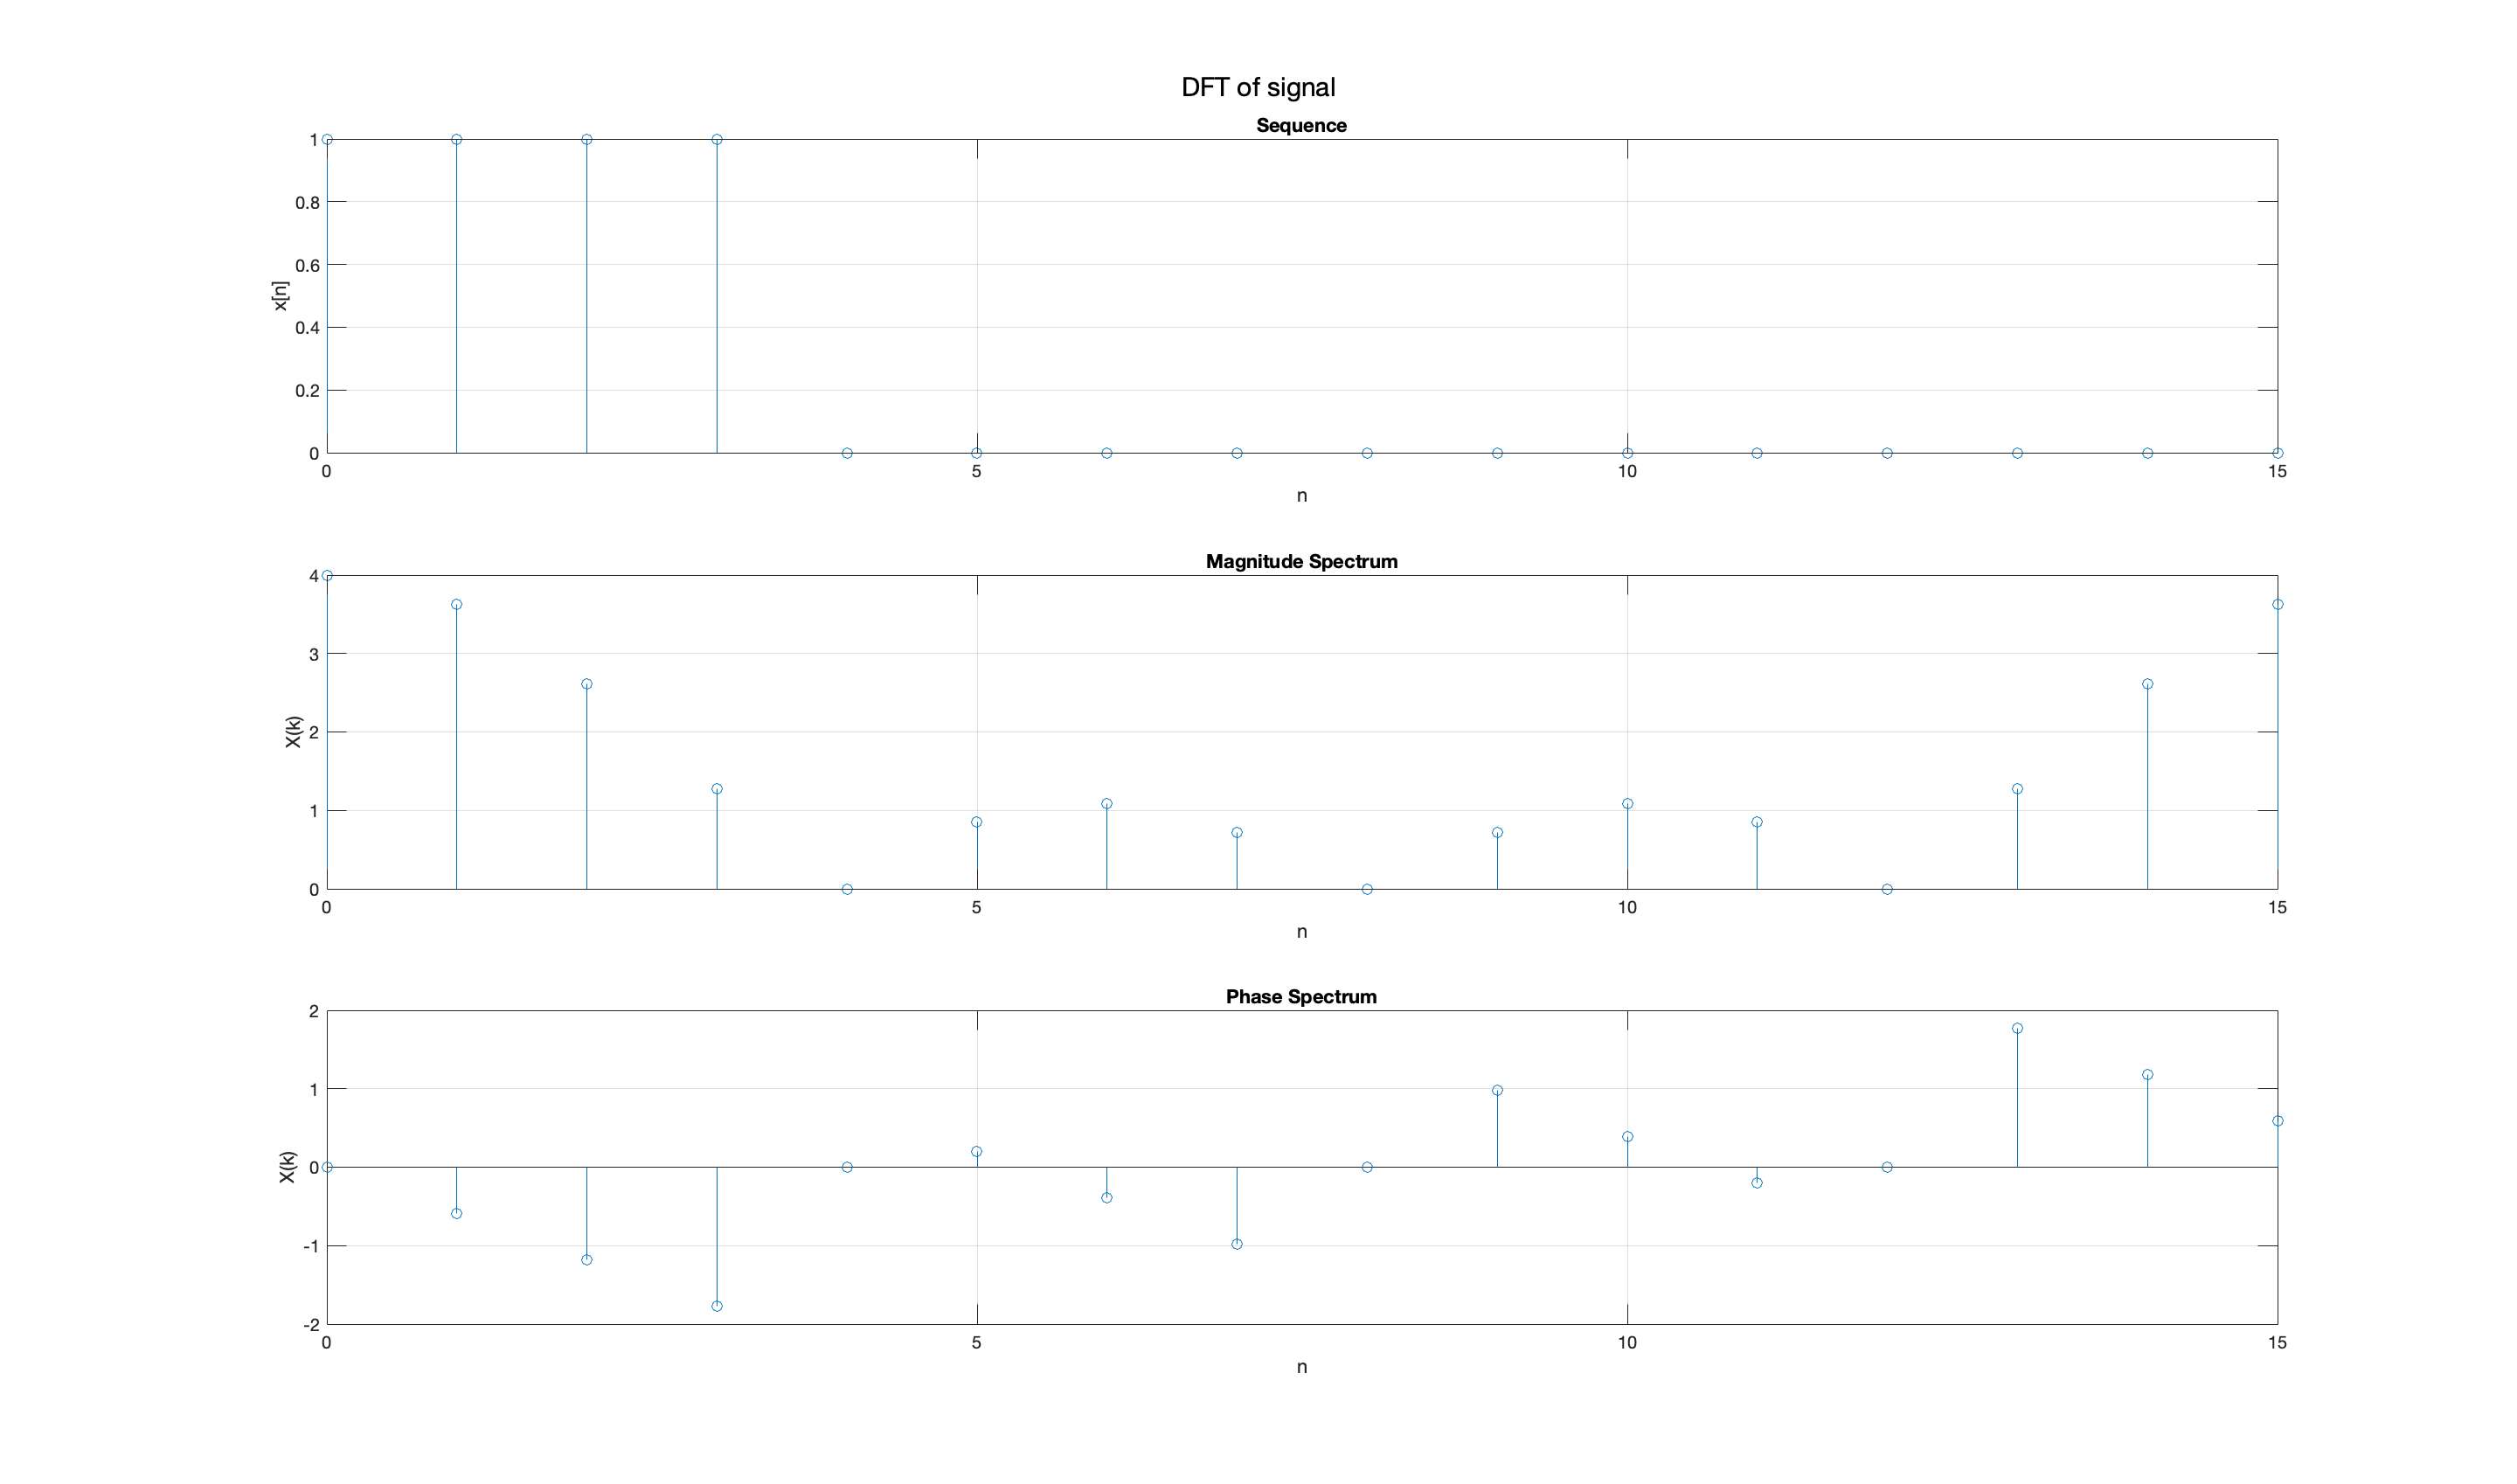 DFT of signal
Sequence
1
0.8
0.6
0.4
0.2
0
x[n]
0 5 10 15
n
Magnitude Spectrum
4
3
2
1
0
X(k)
0 5 10 15
n
Phase Spectrum
2
1
0
-1
-2
X(k)
0 5 10 15
n